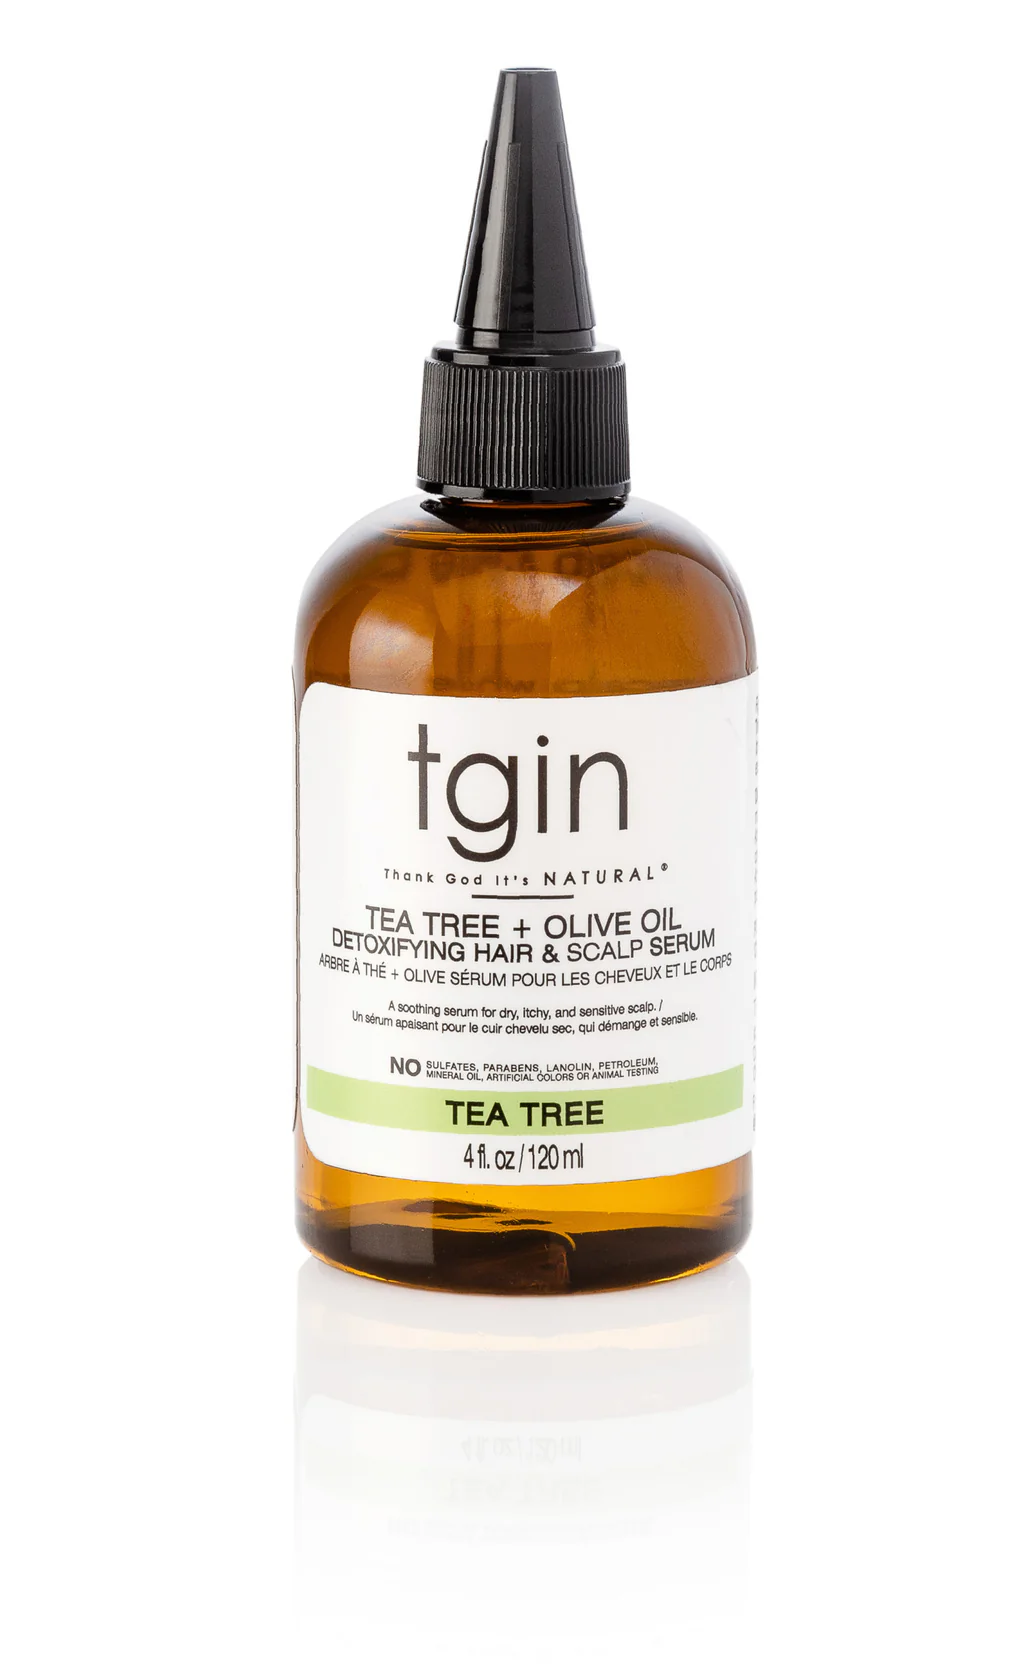 tgin
Thank God It's NATURAL®
TEA TREE + OLIVE OIL
DETOXIFYING HAIR & SCALP SERUM
ARBRE À THÉ + OLIVE SÉRUM POUR LES CHEVEUX ET LE CORPS
A soothing serum for dry, itchy, and sensitive scalp. /
Un sérum apaisant pour le cuir chevelu sec, qui démange et sensible.
NO SULFATES, PARABENS, LANOLIN, PETROLEUM,
MINERAL OIL, ARTIFICIAL COLORS OR ANIMAL TESTING
TEA TREE
4 fl. oz / 120 ml